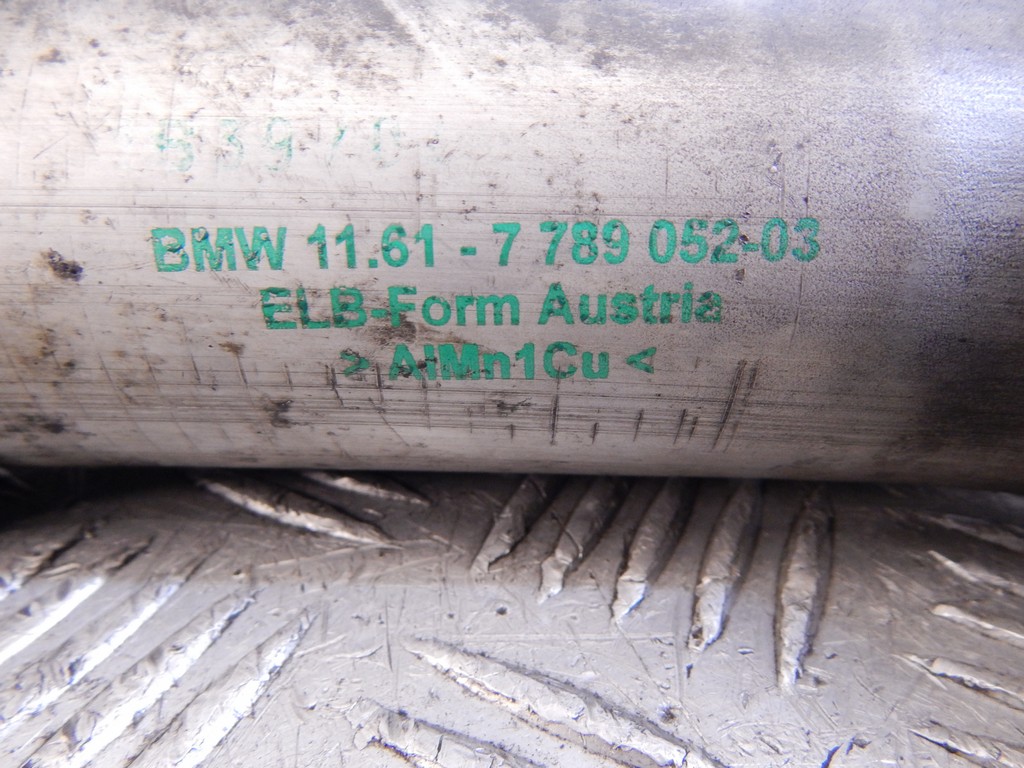 BMW 11.61 - 7 789 052-03
ELB-Form Austria
> AlMn1Cu <